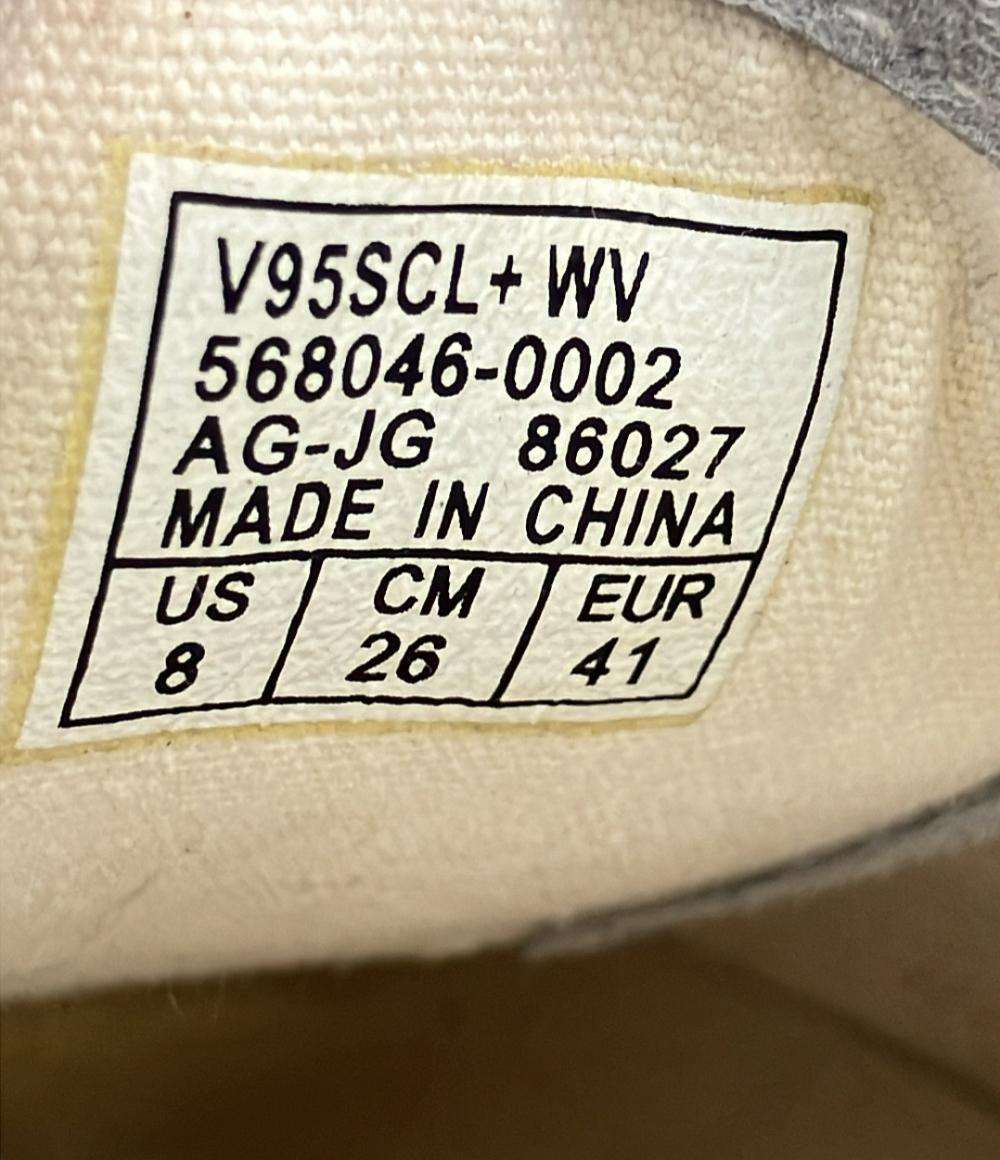 V95SCL+ WV
568046-0002
AG-JG 86027
MADE IN CHINA
US CM EUR
8 26 41